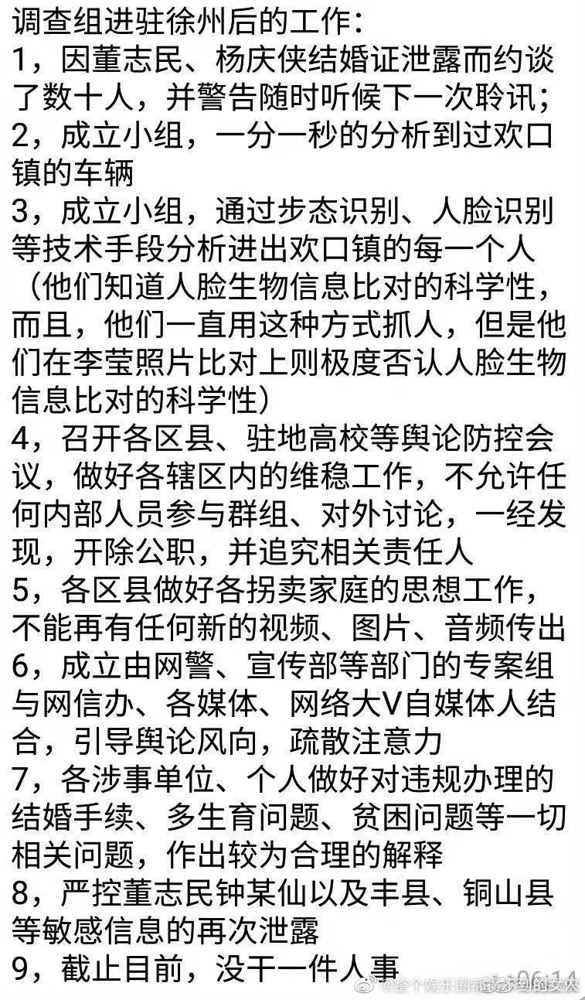 调查组进驻徐州后的工作：
1，因董志民、杨庆侠结婚证泄露而约谈
了数十人，并警告随时听候下一次聆讯；
2，成立小组，一分一秒的分析到过欢口
镇的车辆
3，成立小组，通过步态识别、人脸识别
等技术手段分析进出欢口镇的每一个人
（他们知道人脸生物信息比对的科学性，
而且，他们一直用这种方式抓人，但是他
们在李莹照片比对上则极度否认人脸生物
信息比对的科学性）
4，召开各区县、驻地高校等舆论防控会
议，做好各辖区内的维稳工作，不允许任
何内部人员参与群组、对外讨论，一经发
现，开除公职，并追究相关责任人
5，各区县做好各拐卖家庭的思想工作，
不能再有任何新的视频、图片、音频传出
6，成立由网警、宣传部等部门的专案组
与网信办、各媒体、网络大V自媒体人结
合，引导舆论风向，疏散注意力
7，各涉事单位、个人做好对违规办理的
结婚手续、多生育问题、贫困问题等一切
相关问题，作出较为合理的解释
8，严控董志民钟某仙以及丰县、铜山县
等敏感信息的再次泄露
9，截止目前，没干一件人事
06:14
@整个娱乐圈都得不到的女侠